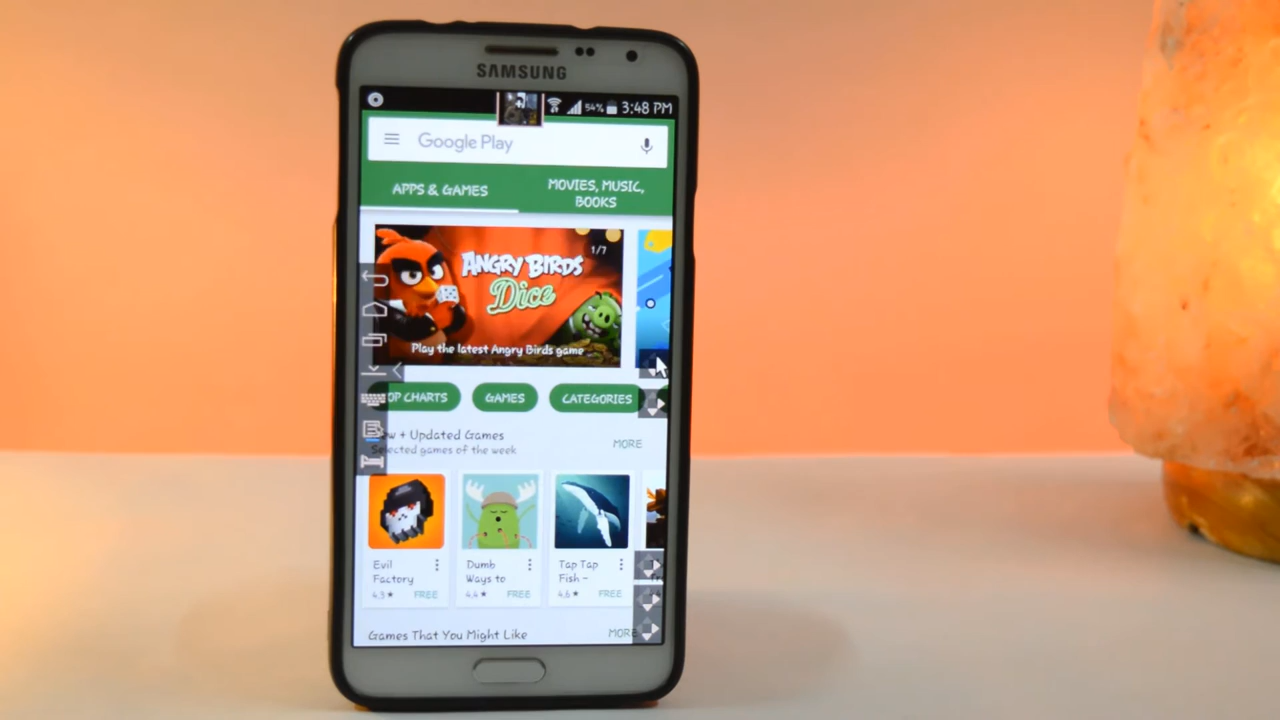 SAMSUNG
54% 3:48 PM
Google Play
APPS & GAMES
MOVIES, MUSIC,
BOOKS
1/7
ANGRY BIRDS
Dice
Play the latest Angry Birds game
OP CHARTS
GAMES
CATEGORIES
w + Updated Games
MORE
Selected games of the week
Evil
Factory
4.3★ FREE
Dumb
Ways to
4.4★ FREE
Tap Tap
Fish –
4.6★ FREE
Games That You Might Like
MORE